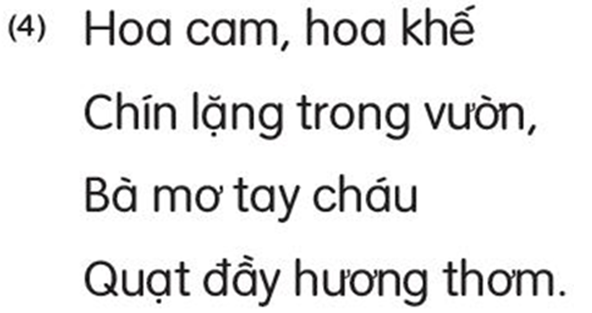 (4) Hoa cam, hoa khế
Chín lặng trong vườn,
Bà mơ tay cháu
Quạt đầy hương thơm.